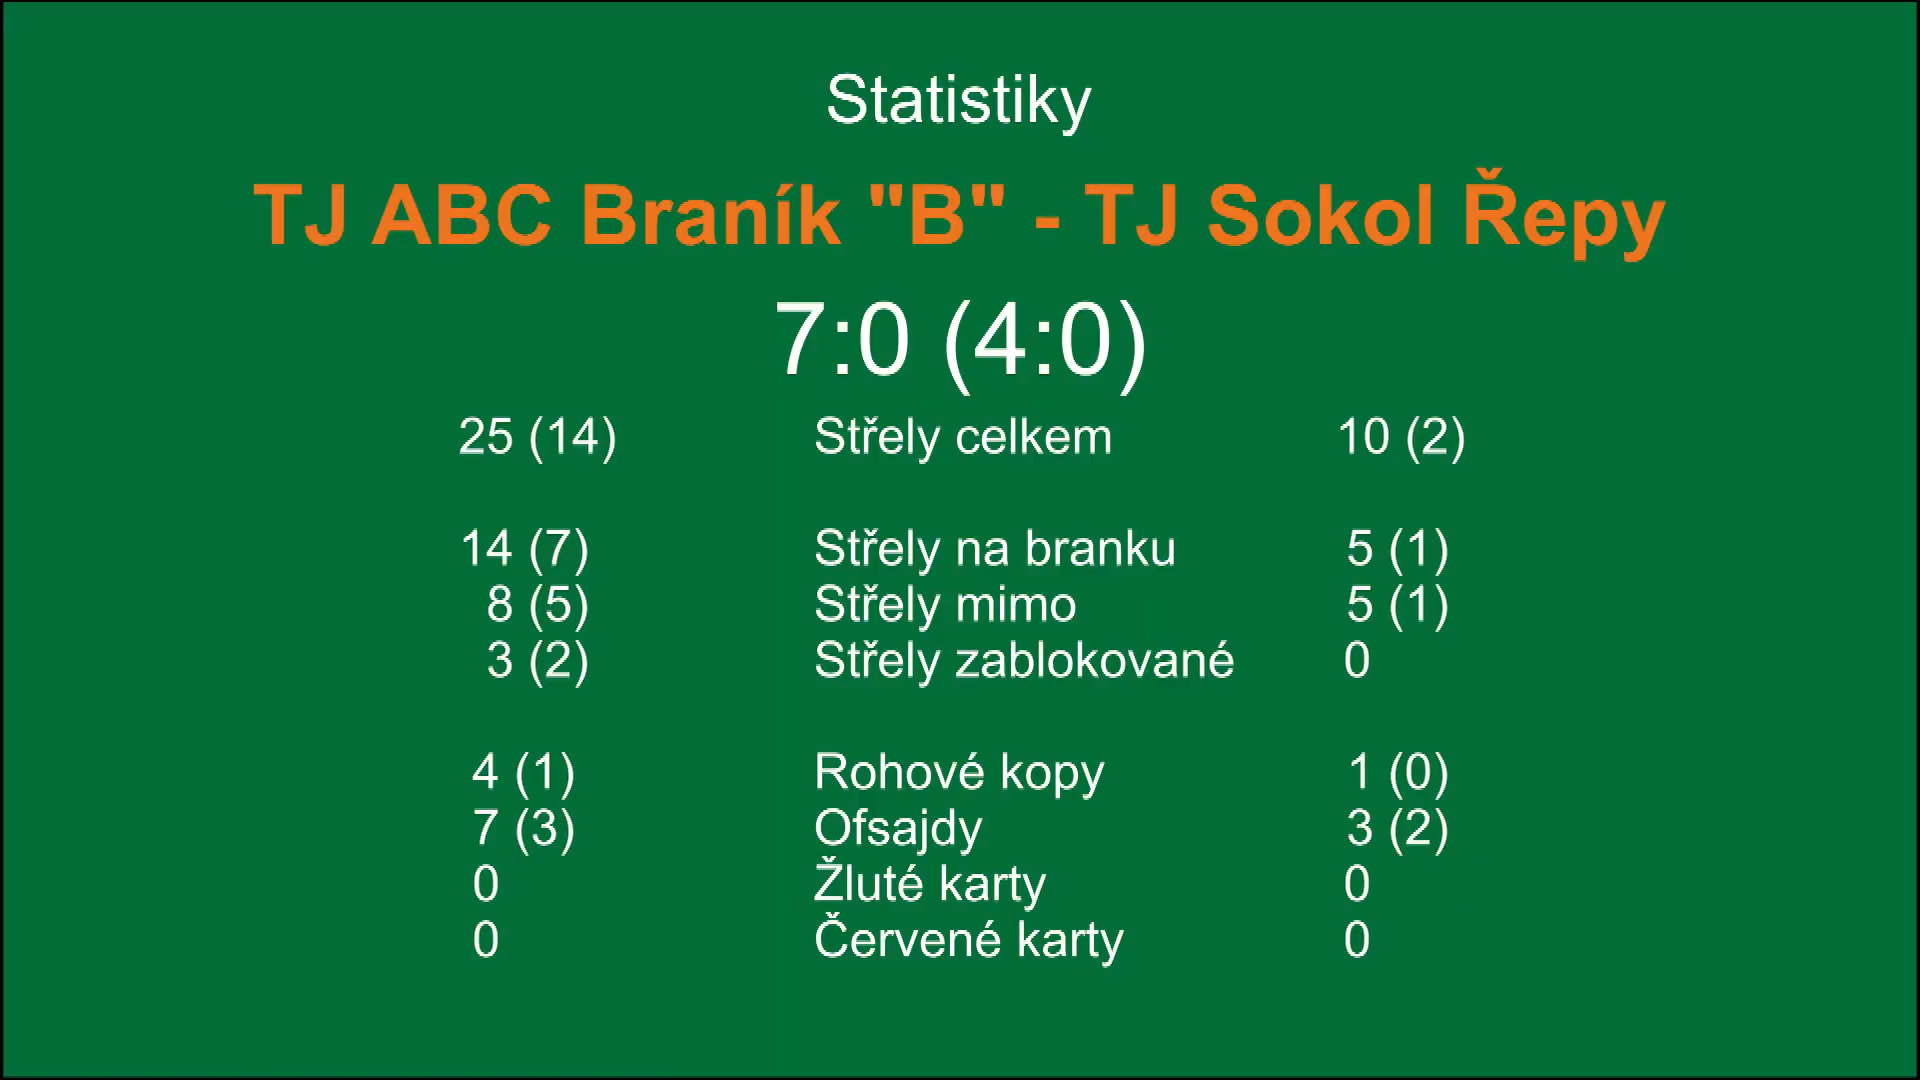 Statistiky
TJ ABC Braník "B" - TJ Sokol Řepy
7:0 (4:0)
25 (14) Střely celkem 10 (2)
14 (7) Střely na branku 5 (1)
8 (5) Střely mimo 5 (1)
3 (2) Střely zablokované 0
4 (1) Rohové kopy 1 (0)
7 (3) Ofsajdy 3 (2)
0 Žluté karty 0
0 Červené karty 0